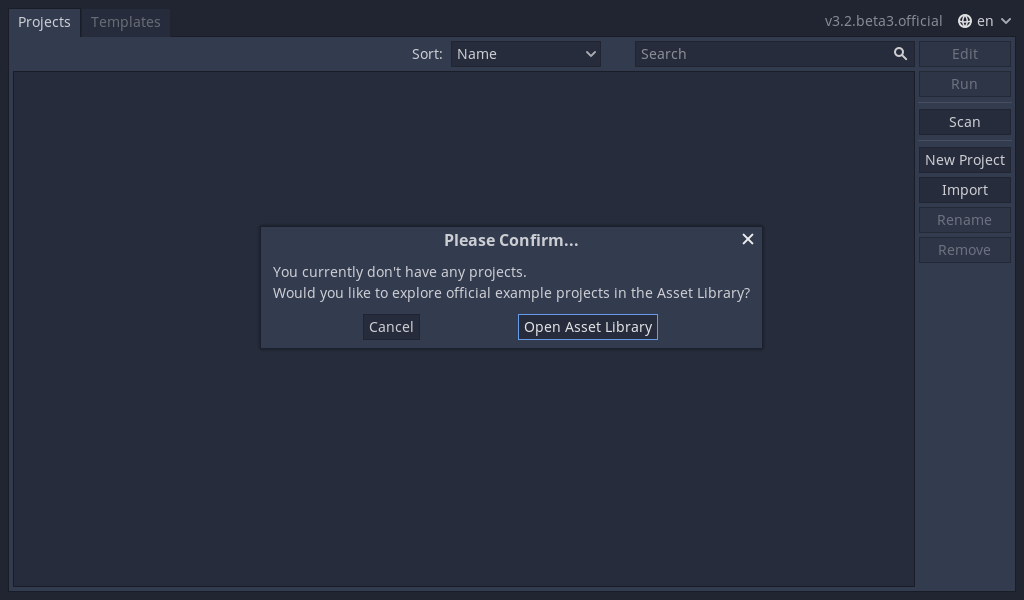 Projects Templates v3.2.beta3.official en
Sort: Name Search Edit
Run
Scan
New Project
Import
Rename
Remove
Please Confirm...
You currently don't have any projects.
Would you like to explore official example projects in the Asset Library?
Cancel Open Asset Library